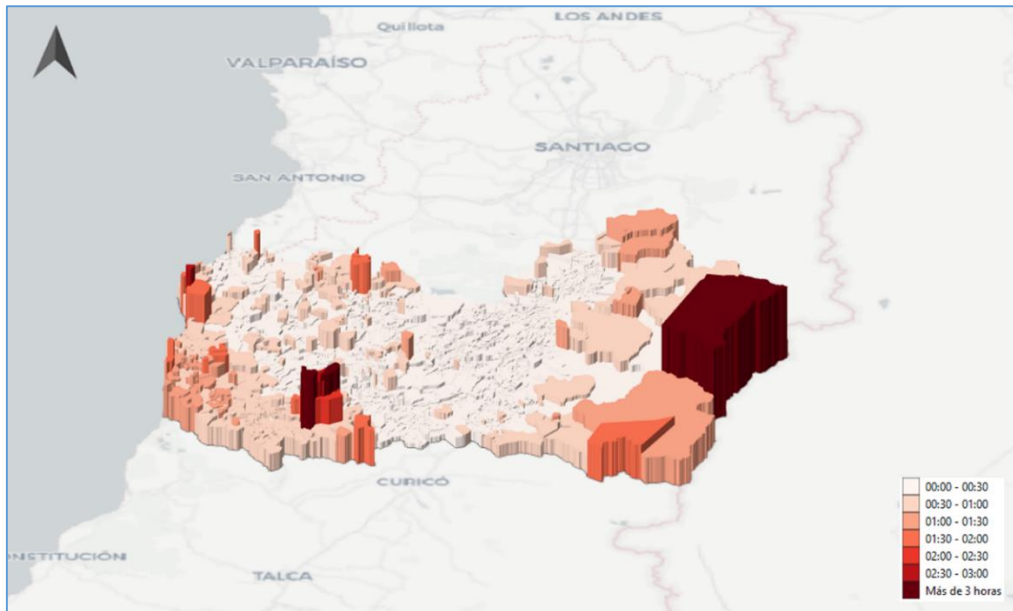 LOS ANDES
Quillota
VALPARAÍSO
SANTIAGO
SAN ANTONIO
CURICÓ
ONSTITUCIÓN
TALCA
00:00 - 00:30
00:30 - 01:00
01:00 - 01:30
01:30 - 02:00
02:00 - 02:30
02:30 - 03:00
Más de 3 horas